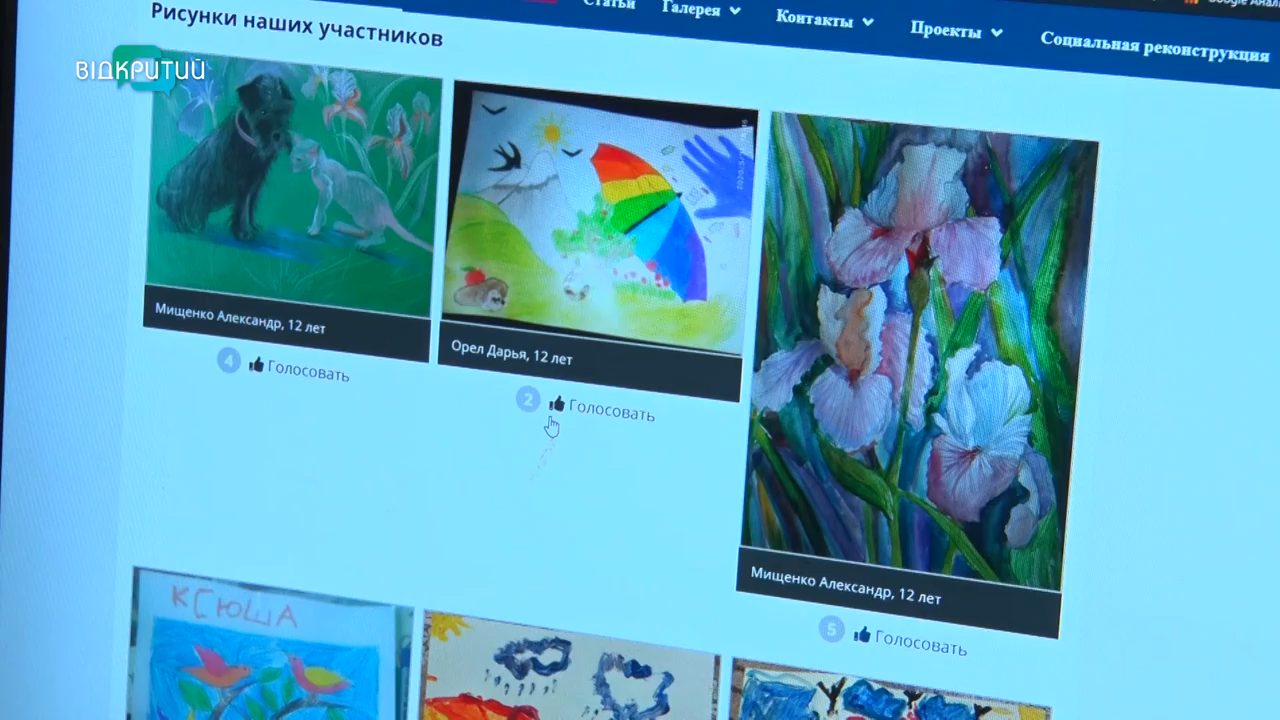 Статьи
Галерея
Контакты
Проекты
Социальная реконструкция
Рисунки наших участников
ВІДКРИТИЙ
Мищенко Александр, 12 лет
4 Голосовать
Орел Дарья, 12 лет
2 Голосовать
Мищенко Александр, 12 лет
5 Голосовать
КСЮША